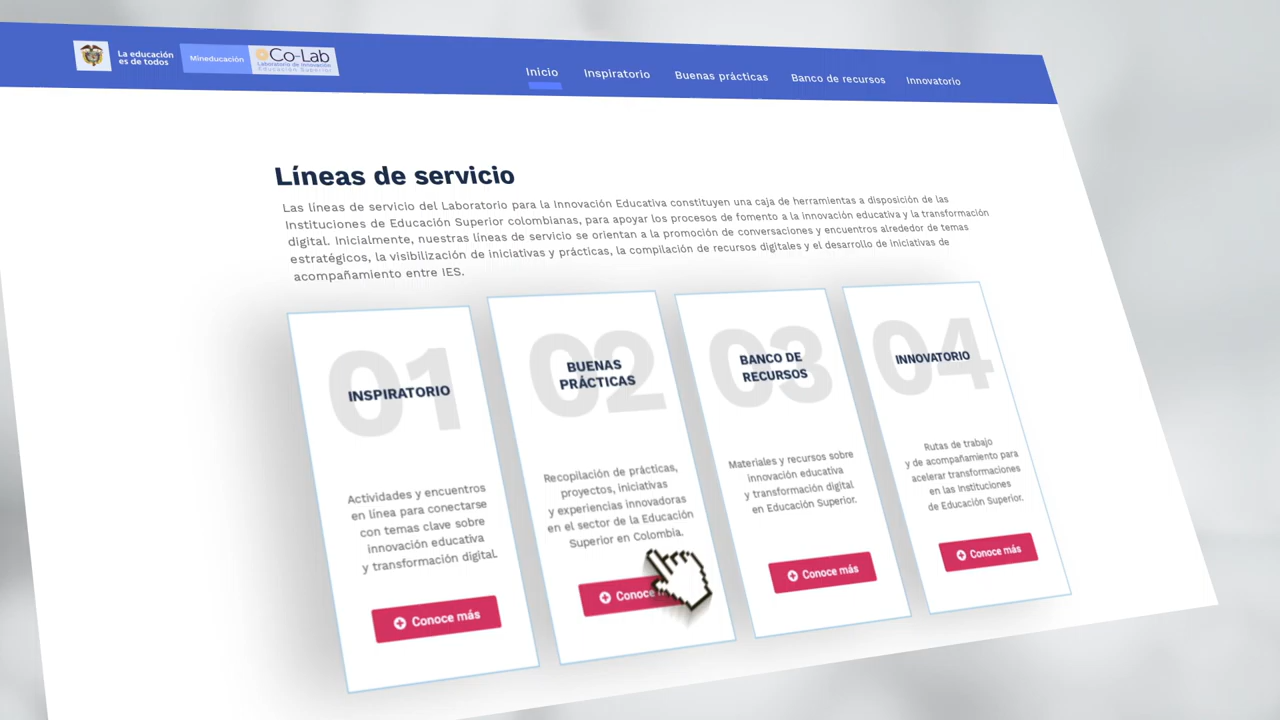 La educación
es de todos
Mineducación
Co-Lab
Laboratorio de Innovación
Educación Superior
Inicio
Inspiratorio
Buenas prácticas
Banco de recursos
Innovatorio
Líneas de servicio
Las líneas de servicio del Laboratorio para la Innovación Educativa constituyen una caja de herramientas a disposición de las
Instituciones de Educación Superior colombianas, para apoyar los procesos de fomento a la innovación educativa y la transformación
digital. Inicialmente, nuestras líneas de servicio se orientan a la promoción de conversaciones y encuentros alrededor de temas
estratégicos, la visibilización de iniciativas y prácticas, la compilación de recursos digitales y el desarrollo de iniciativas de
acompañamiento entre IES.
01
INSPIRATORIO
Actividades y encuentros
en línea para conectarse
con temas clave sobre
innovación educativa
y transformación digital.
Conoce más
02
BUENAS
PRÁCTICAS
Recopilación de prácticas,
proyectos, iniciativas
y experiencias innovadoras
en el sector de la Educación
Superior en Colombia.
Conoce
03
BANCO DE
RECURSOS
Materiales y recursos sobre
innovación educativa
y transformación digital
en Educación Superior.
Conoce más
04
INNOVATORIO
Rutas de trabajo
y de acompañamiento para
acelerar transformaciones
en las Instituciones
de Educación Superior.
Conoce más